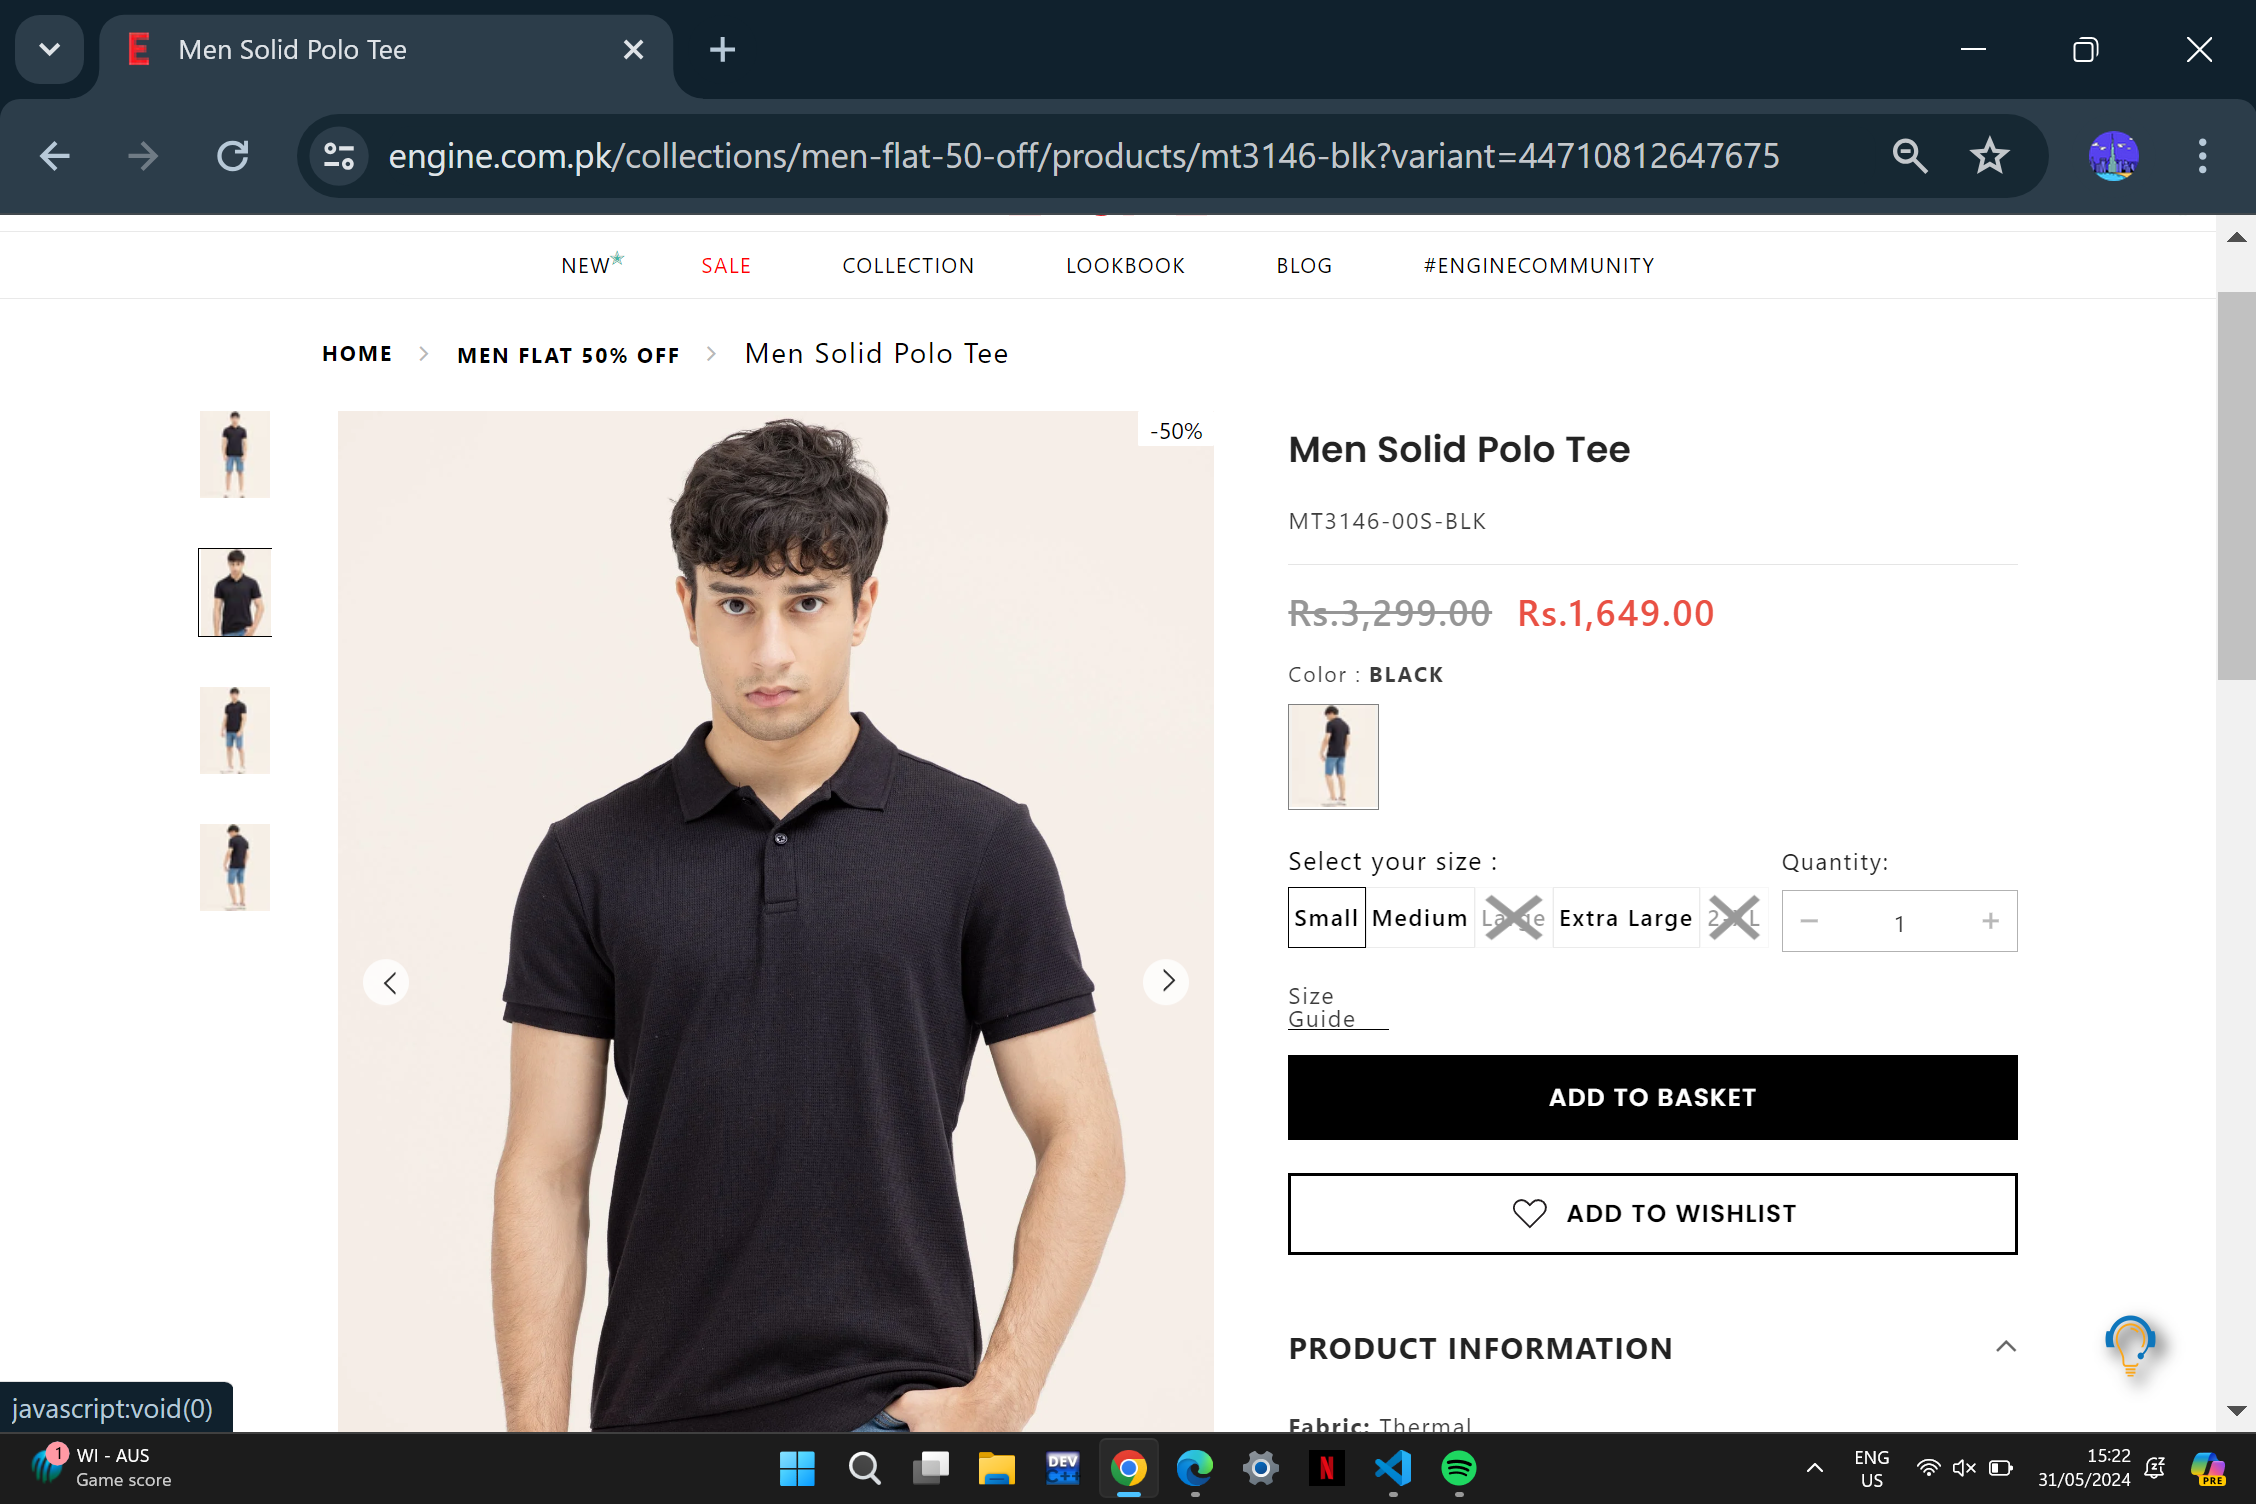 Men Solid Polo Tee
engine.com.pk/collections/men-flat-50-off/products/mt3146-blk?variant=44710812647675
NEW SALE COLLECTION LOOKBOOK BLOG #ENGINECOMMUNITY
HOME MEN FLAT 50% OFF Men Solid Polo Tee
-50%
Men Solid Polo Tee
MT3146-00S-BLK
Rs.3,299.00 Rs.1,649.00
Color : BLACK
Select your size : Quantity:
Small Medium Large Extra Large 1
Size
Guide
ADD TO BASKET
ADD TO WISHLIST
PRODUCT INFORMATION
Fabric: Thermal
javascript:void(0)
1 WI - AUS
Game score
DEV
C++
N
ENG
US
15:22
31/05/2024
PRE